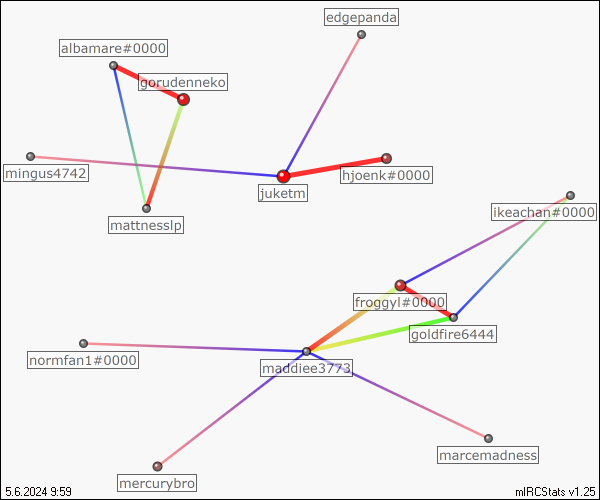 edgepanda
albamare#0000
gorudenneko
mingus4742
hjoenk#0000
juketm
ikeachan#0000
mattnesslp
froggyl#0000
goldfire6444
normfan1#0000
maddiee3773
marcemadness
mercurybro
5.6.2024 9:59
mIRCStats v1.25